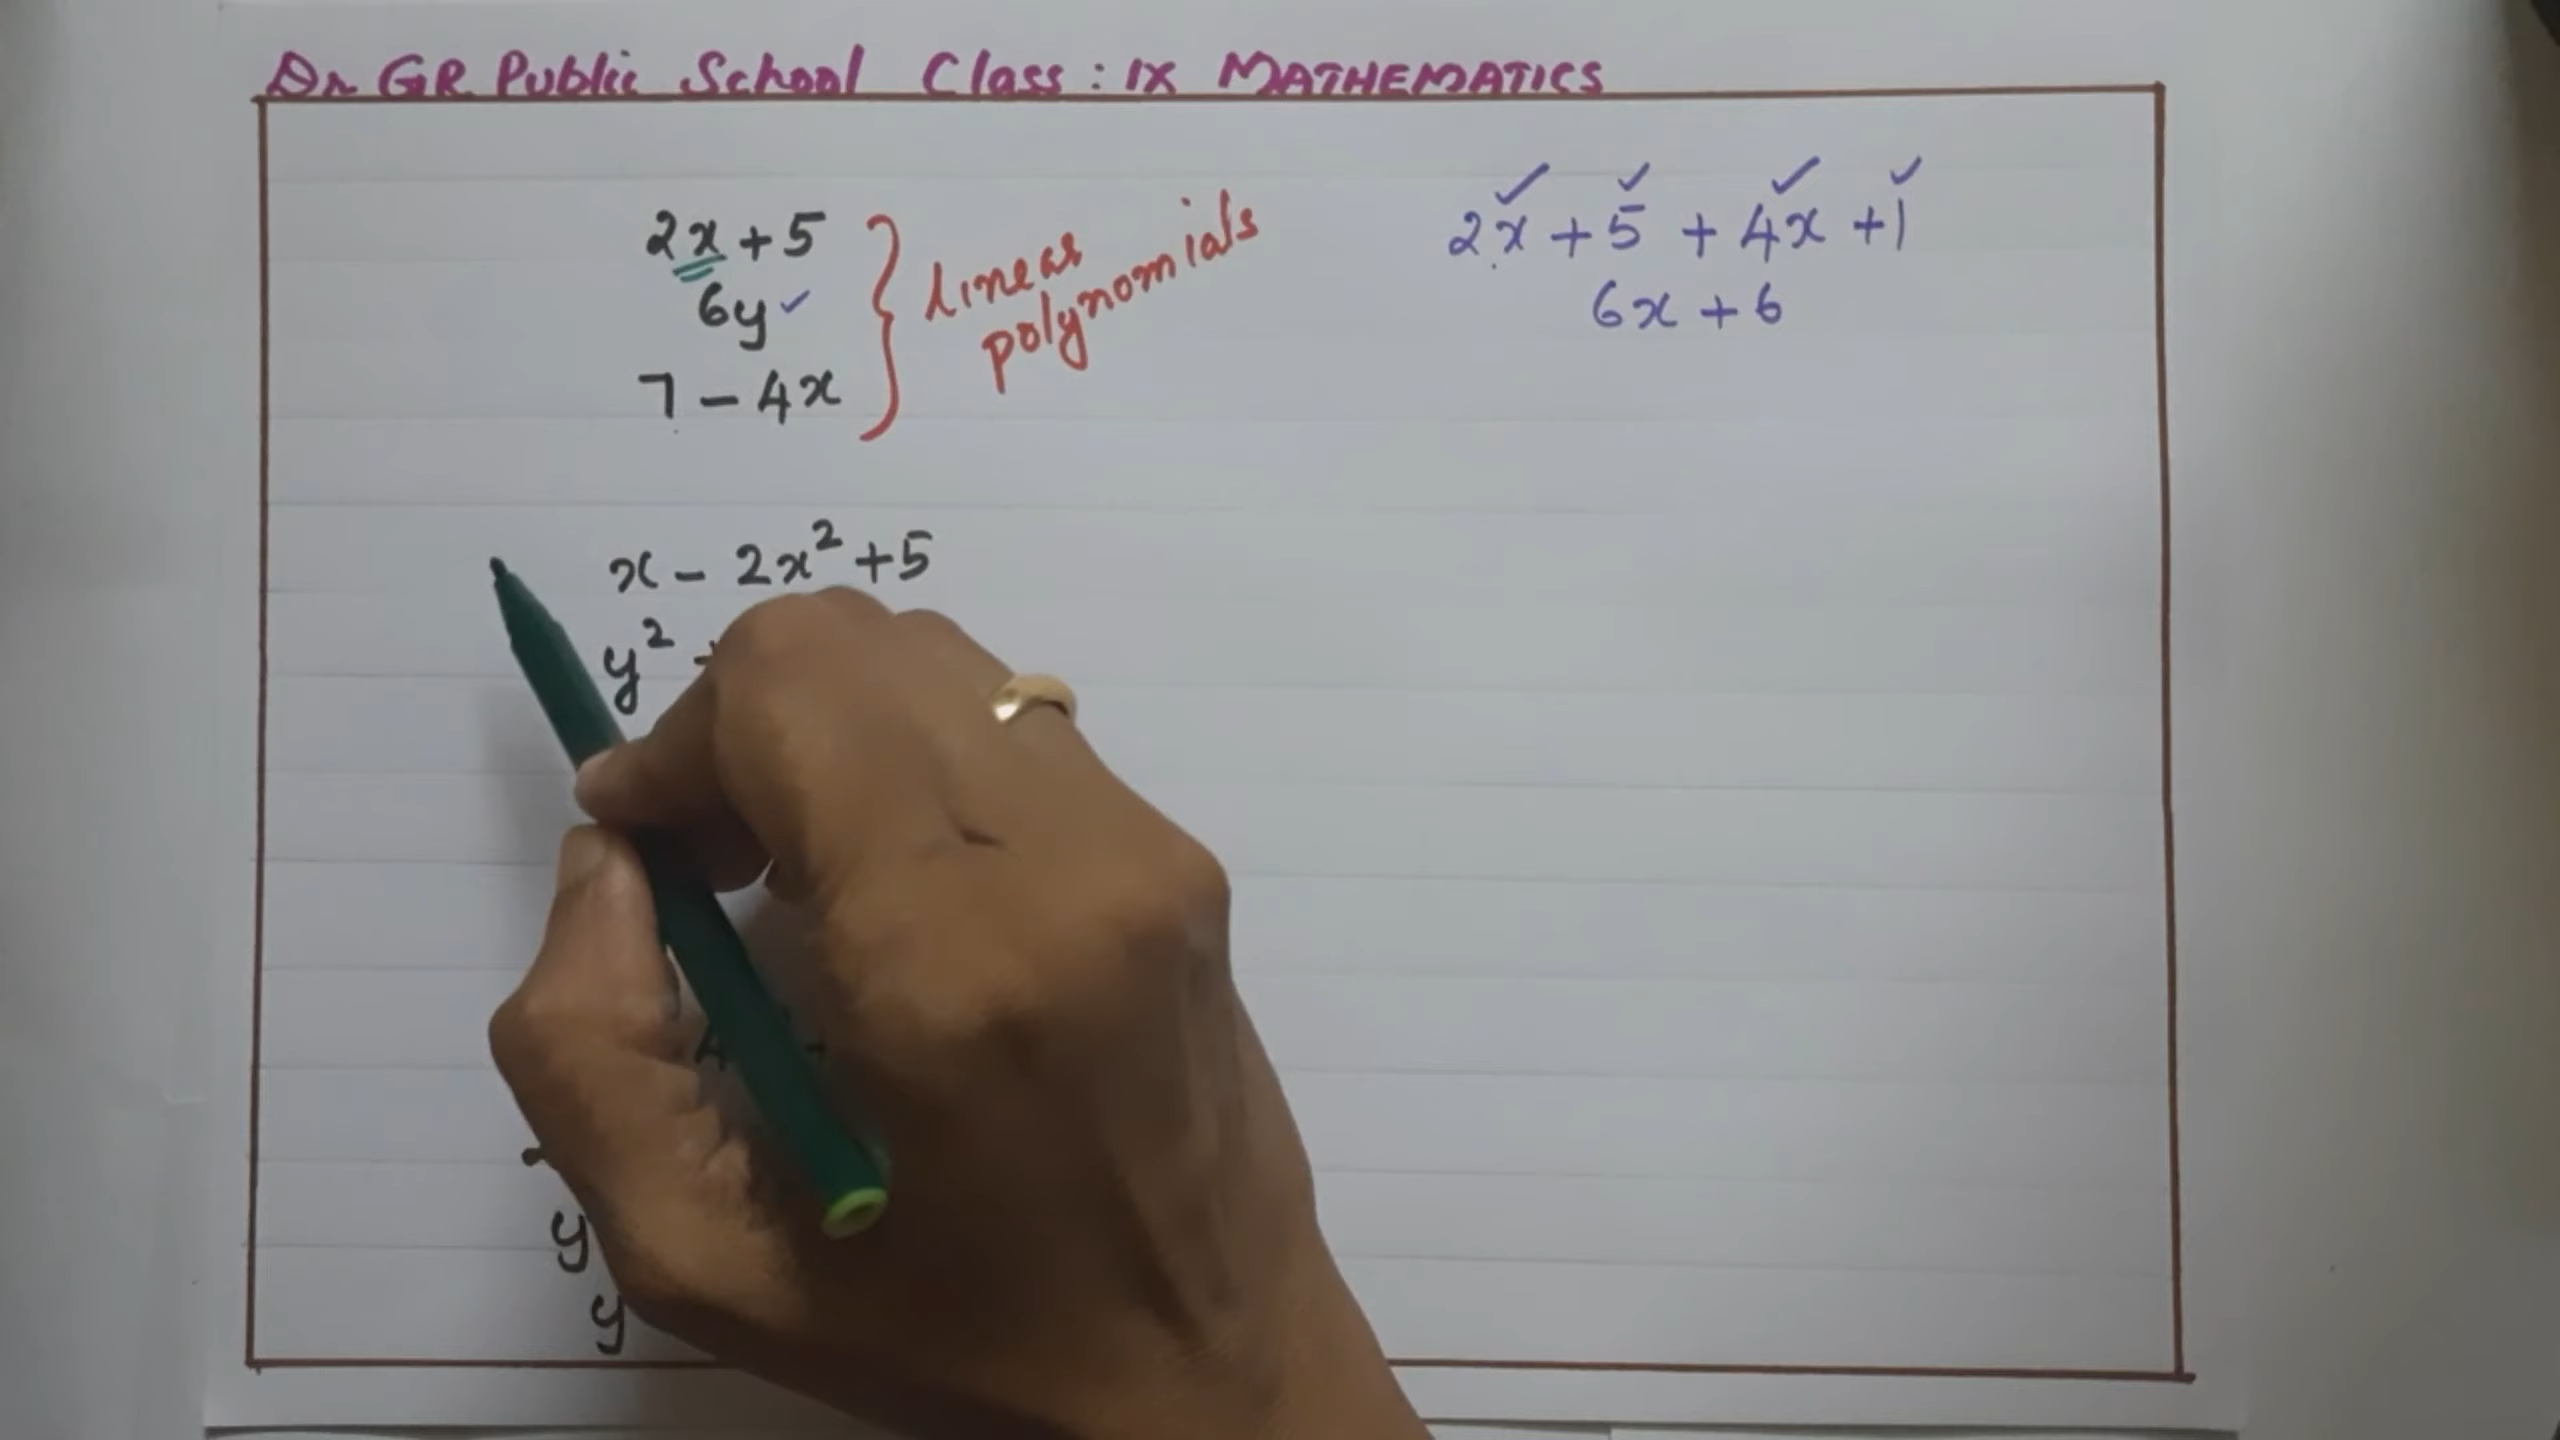 Dr GR Public School Class : IX MATHEMATICS
2x + 5
6y ✓
7 - 4x
linear
polynomials
2x + 5 + 4x + 1
6x + 6
x - 2x² + 5
y² +
y
y